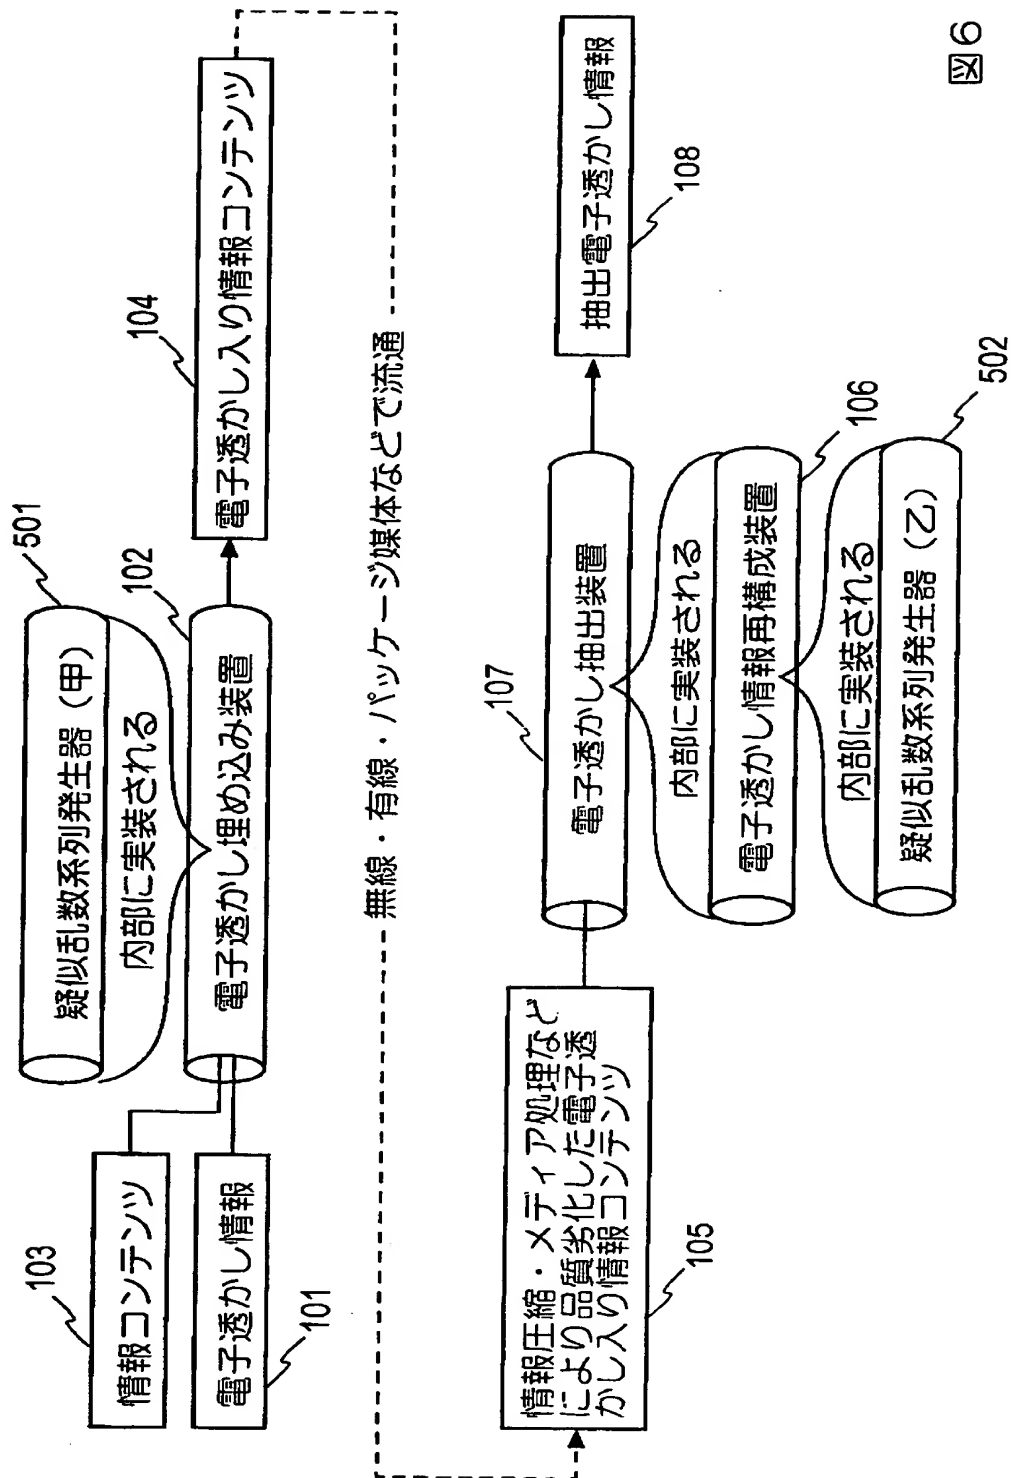 501
疑似乱数系列発生器（甲）
内部に実装される
102
電子透かし埋め込み装置
103
情報コンテンツ
電子透かし情報
101
104
電子透かし入り情報コンテンツ
無線・有線・パッケージ媒体などで流通
情報圧縮・メディア処理など
により品質劣化した電子透
かし入り情報コンテンツ
105
107
電子透かし抽出装置
内部に実装される
電子透かし情報再構成装置
106
内部に実装される
疑似乱数系列発生器（乙）
502
抽出電子透かし情報
108
図6